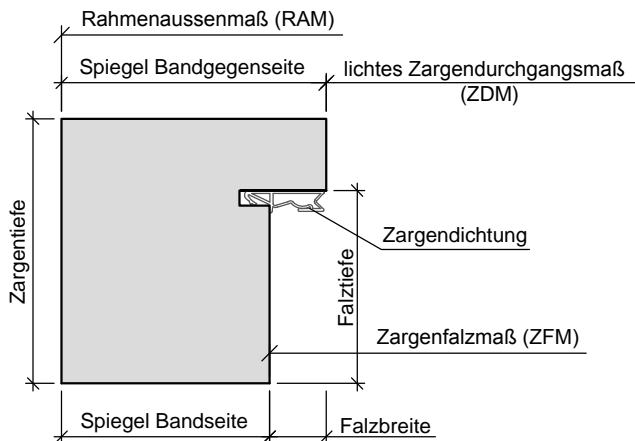 Rahmenaussenmaß (RAM)
Spiegel Bandgegenseite
lichtes Zargendurchgangsmaß
(ZDM)
Zargentiefe
Zargendichtung
Falztiefe
Zargenfalzmaß (ZFM)
Spiegel Bandseite
Falzbreite